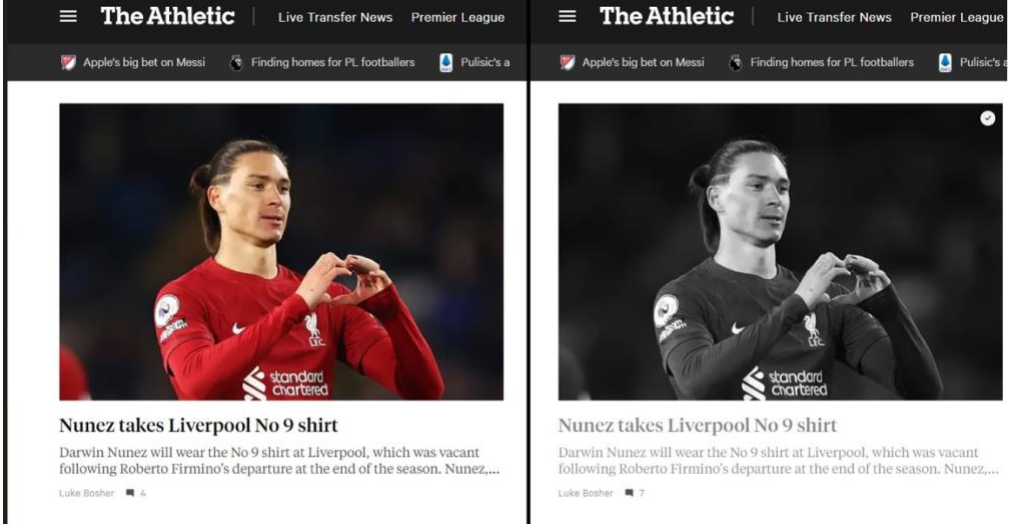 The Athletic
Live Transfer News Premier League
Apple's big bet on Messi Finding homes for PL footballers Pulisic's a
standard
chartered
L.F.C.
Nunez takes Liverpool No 9 shirt
Darwin Nunez will wear the No 9 shirt at Liverpool, which was vacant
following Roberto Firmino's departure at the end of the season. Nunez,...
Luke Bosher 4
The Athletic
Live Transfer News Premier League
Apple's big bet on Messi Finding homes for PL footballers Pulisic's a
standard
chartered
Nunez takes Liverpool No 9 shirt
Darwin Nunez will wear the No 9 shirt at Liverpool, which was vacant
following Roberto Firmino's departure at the end of the season. Nunez,...
Luke Bosher 7